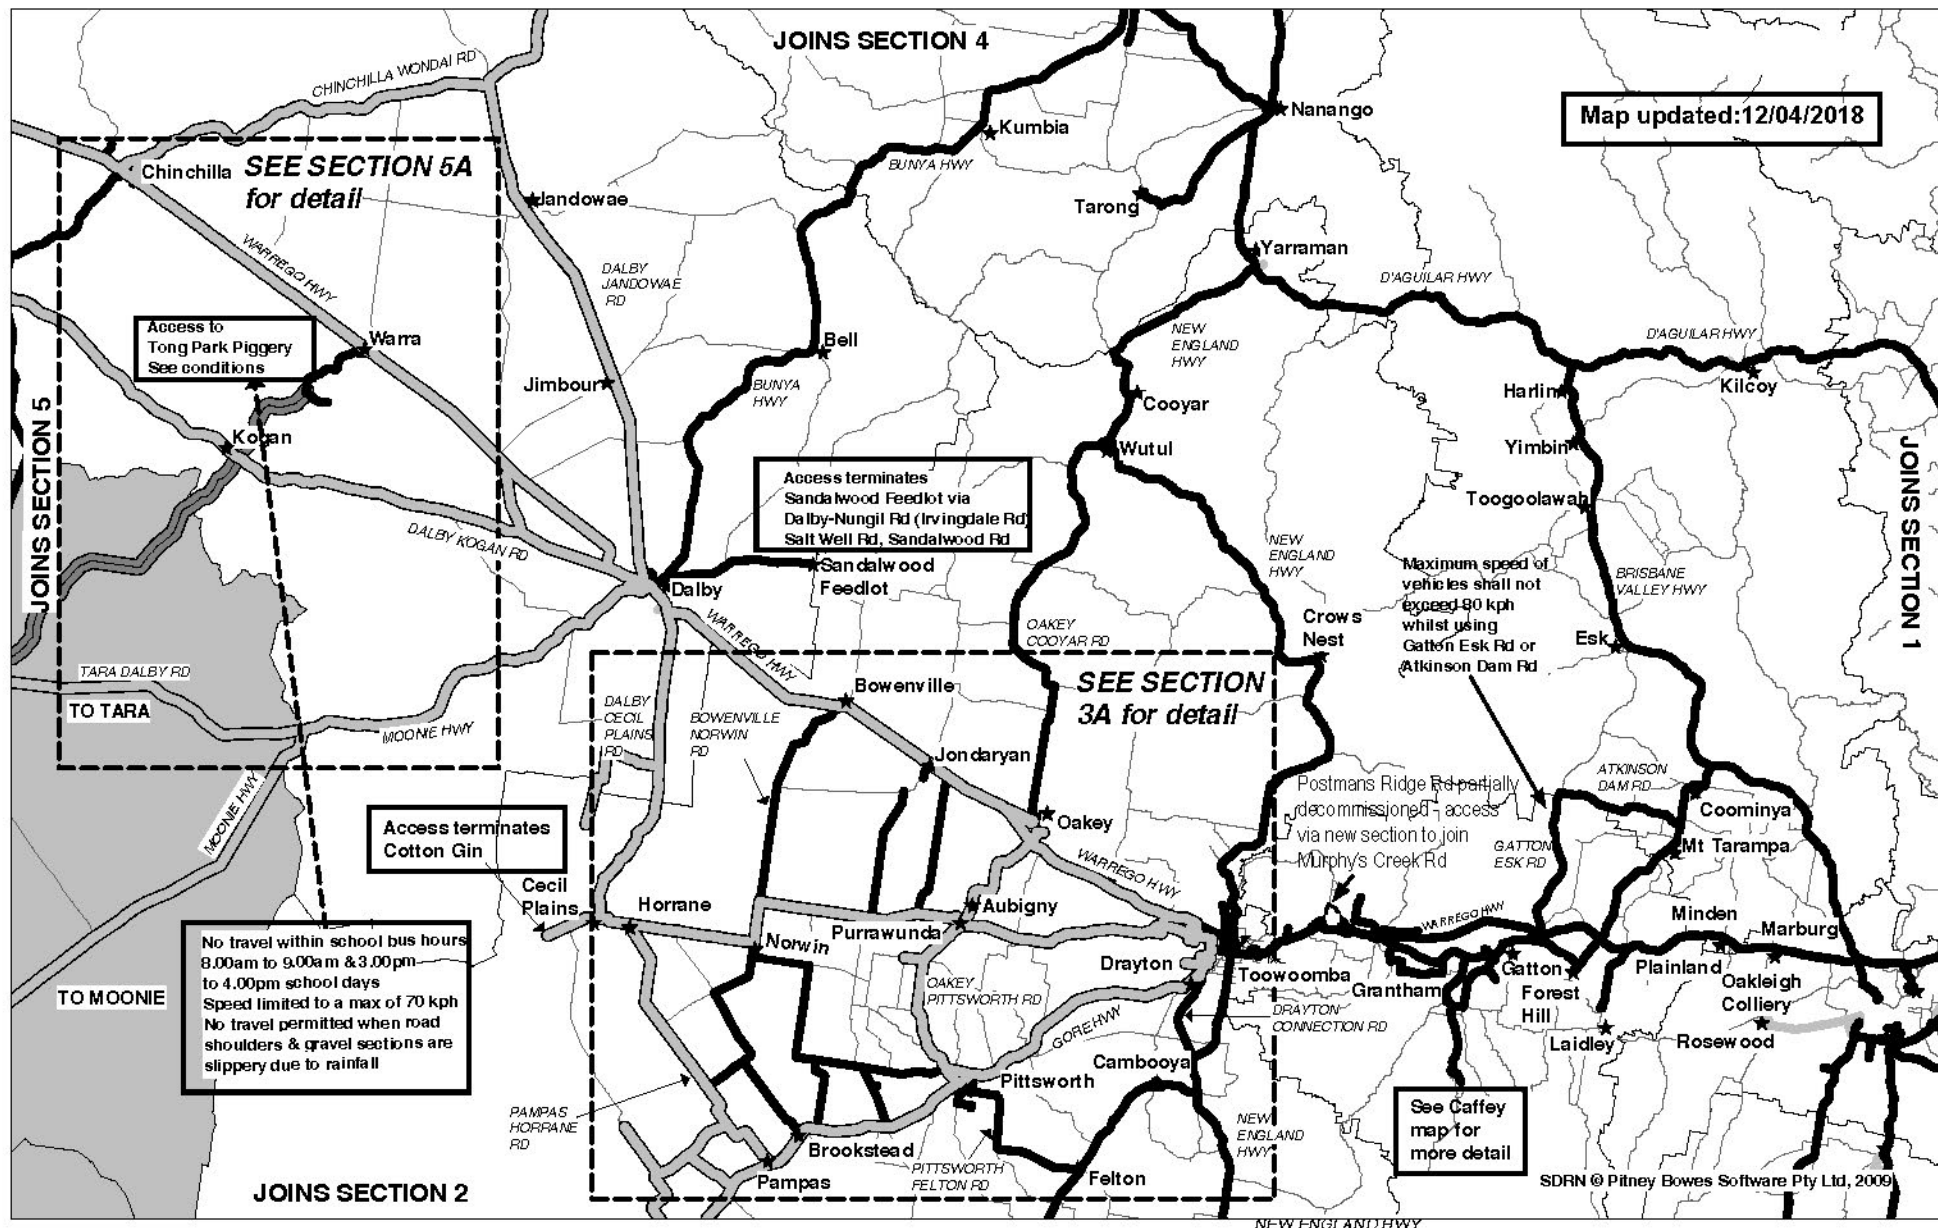 JOINS SECTION 4
CHINCHILLA WONDAI RD
Nanango
Map updated:12/04/2018
Kumbia
BUNYA HWY
Chinchilla
SEE SECTION 5A
for detail
Jandowae
Tarong
Yarraman
WARREGO HWY
DALBY
JANDOWAE
RD
D'AGUILAR HWY
Access to
Tong Park Piggery
See conditions
Warra
Bell
NEW
ENGLAND
HWY
D'AGUILAR HWY
Jimbour
BUNYA
HWY
Cooyar
Harlin
Kilcoy
JOINS SECTION 5
Kogan
Wutul
Yimbin
JOINS SECTION 1
Access terminates
Sandalwood Feedlot via
Dalby-Nungil Rd (Irvingdale Rd)
Salt Well Rd, Sandalwood Rd
Toogoolawah
DALBY KOGAN RD
NEW
ENGLAND
HWY
Maximum speed of
vehicles shall not
exceed 80 kph
whilst using
Gatton Esk Rd or
Atkinson Dam Rd
BRISBANE
VALLEY HWY
Sandalwood
Feedlot
Dalby
WARREGO HWY
OAKEY
COOYAR RD
Crows
Nest
Esk
TARA DALBY RD
TO TARA
MOONIE HWY
Bowenville
SEE SECTION
3A for detail
DALBY
CECIL
PLAINS
RD
BOWENVILLE
NORWIN
RD
Jondaryan
MOONIE HWY
Postmans Ridge Rd partially
decommissioned - access
via new section to join
Murphy's Creek Rd
ATKINSON
DAM RD
Coominya
Access terminates
Cotton Gin
Oakey
WARREGO HWY
GATTON
ESK RD
Mt Tarampa
Cecil
Plains
Horrane
Aubigny
WARREGO HWY
Minden
Marburg
Purrawunda
Norwin
No travel within school bus hours
8.00am to 9.00am & 3.00pm
to 4.00pm school days
Speed limited to a max of 70 kph
No travel permitted when road
shoulders & gravel sections are
slippery due to rainfall
TO MOONIE
Drayton
Toowoomba
Grantham
Gatton
Forest
Hill
Plainland
Oakleigh
Colliery
OAKEY
PITTSWORTH RD
GORE HWY
DRAYTON
CONNECTION RD
Laidley
Rosewood
Cambooya
Pittsworth
PAMPAS
HORRANE
RD
NEW
ENGLAND
HWY
See Caffey
map for
more detail
Brookstead
PITTSWORTH
FELTON RD
Felton
Pampas
JOINS SECTION 2
SDRN © Pitney Bowes Software Pty Ltd, 2009
NEW ENGLAND HWY